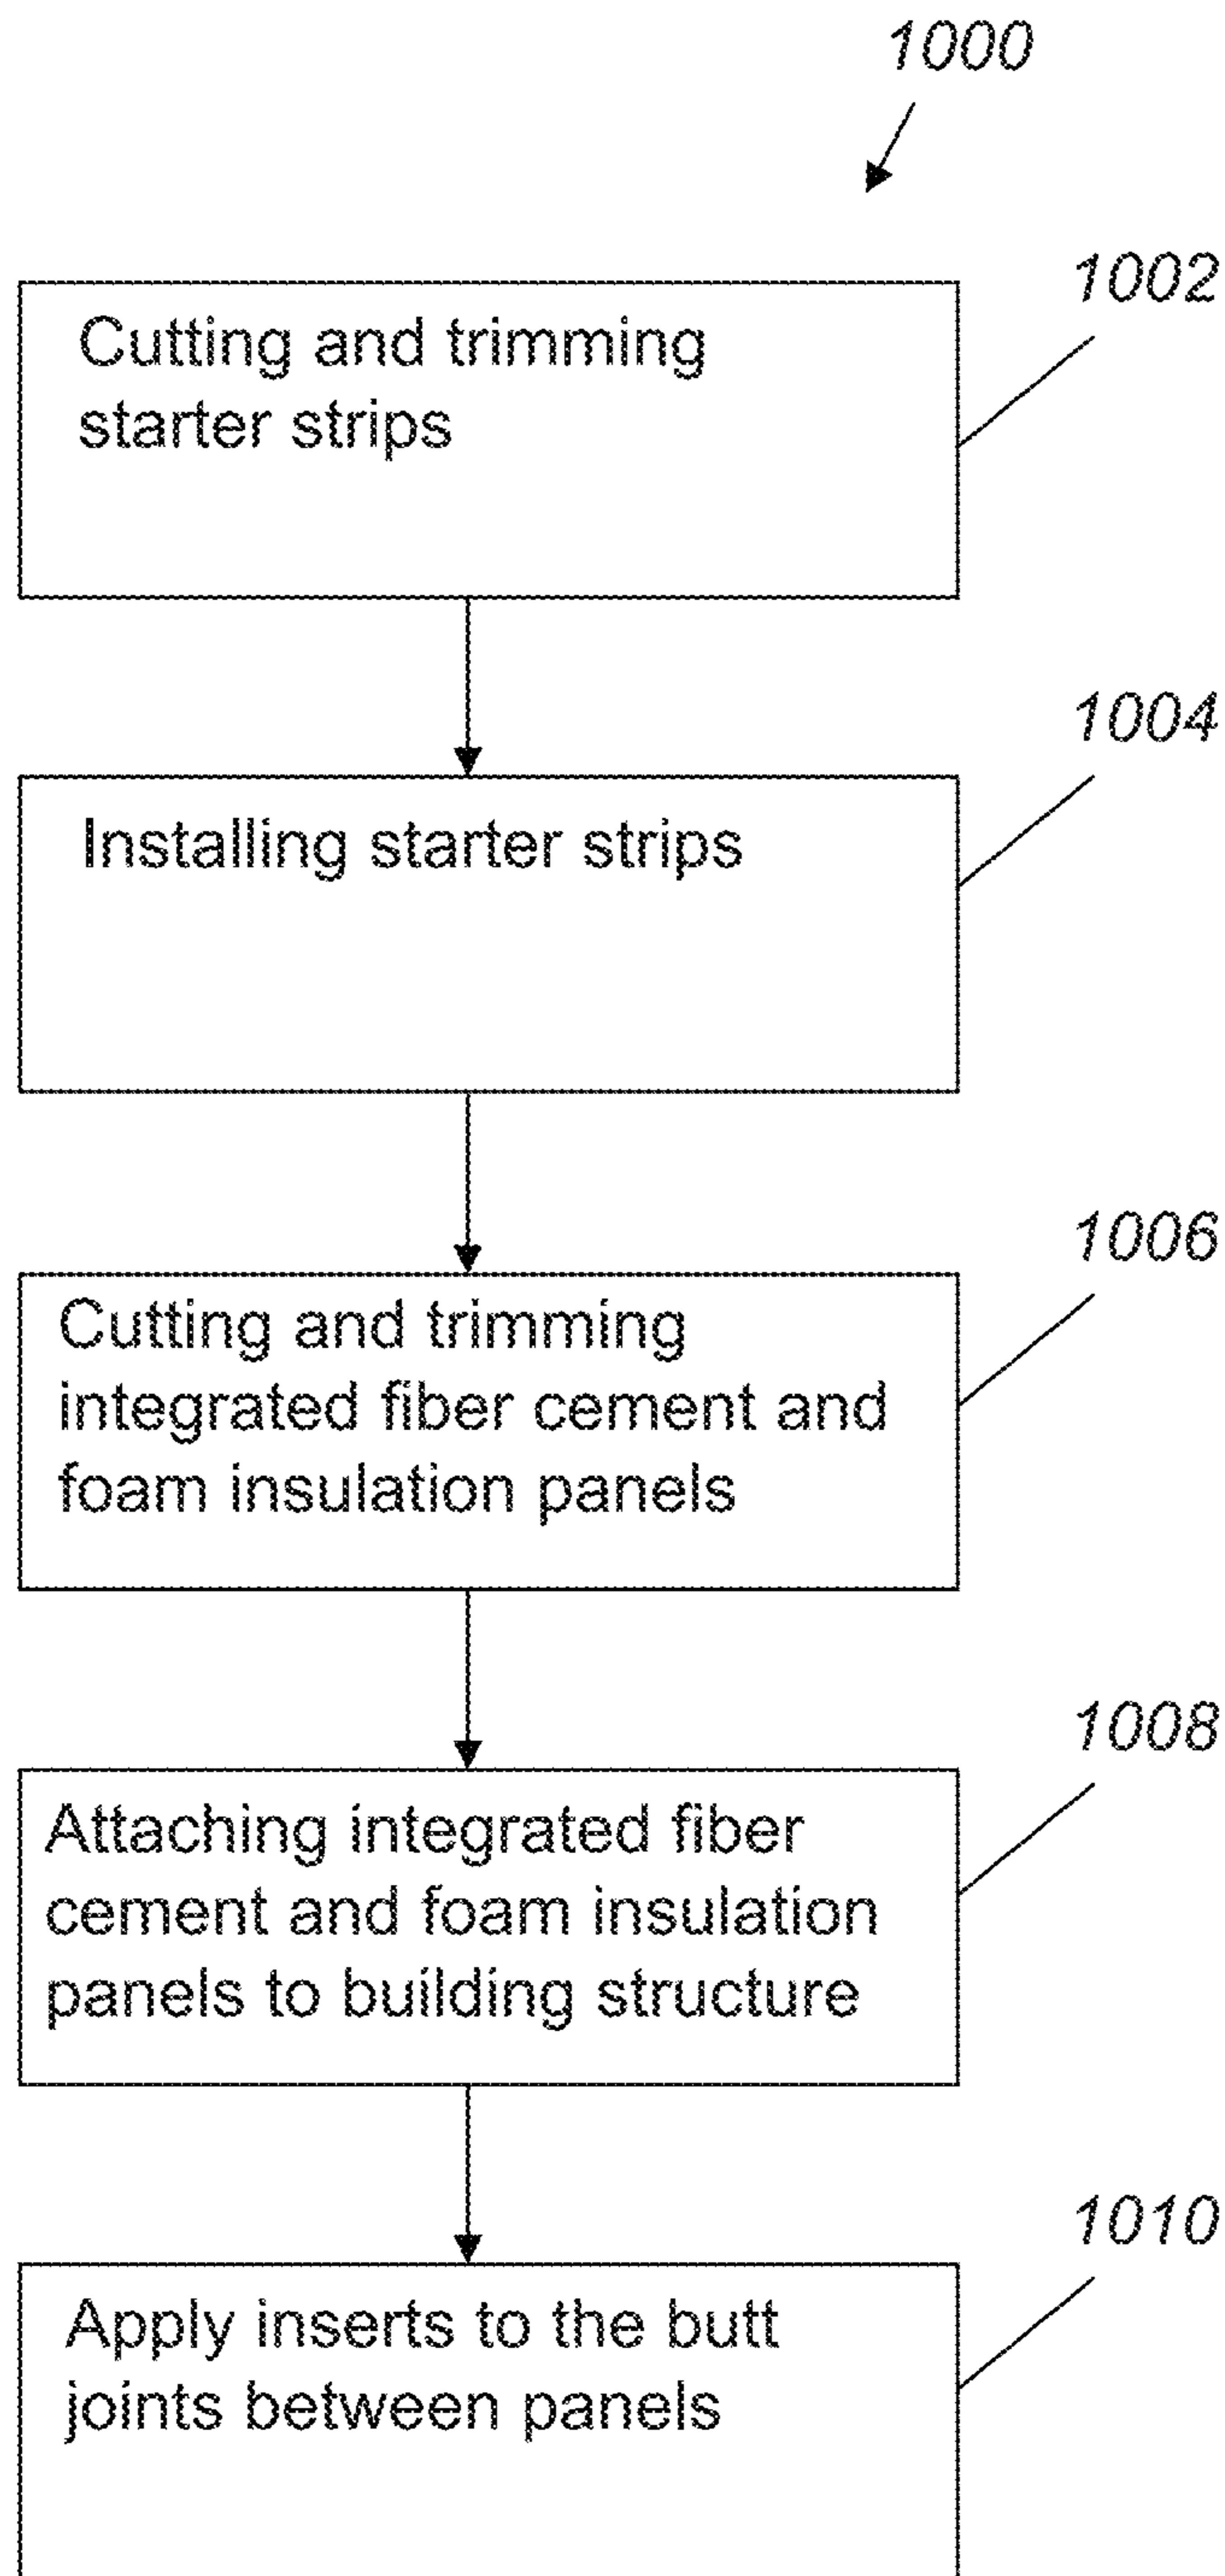 1000
1002
Cutting and trimming
starter strips
1004
Installing starter strips
1006
Cutting and trimming
integrated fiber cement and
foam insulation panels
1008
Attaching integrated fiber
cement and foam insulation
panels to building structure
1010
Apply inserts to the butt
joints between panels